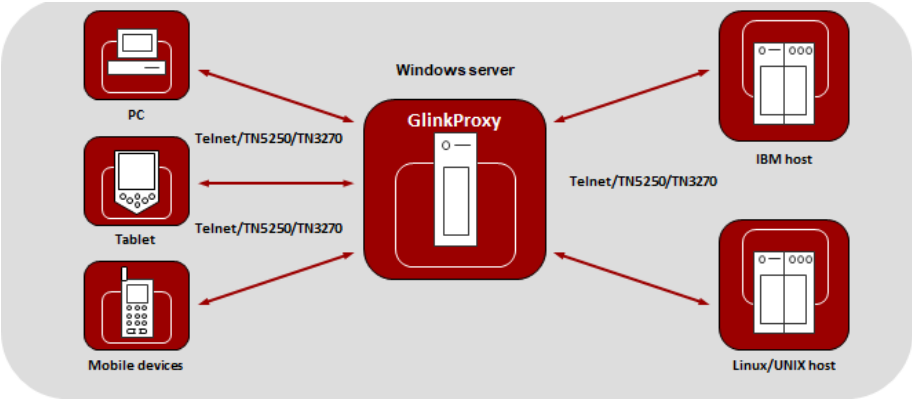 Windows server
GlinkProxy
PC
Telnet/TN5250/TN3270
Tablet
Telnet/TN5250/TN3270
Mobile devices
IBM host
Telnet/TN5250/TN3270
Linux/UNIX host